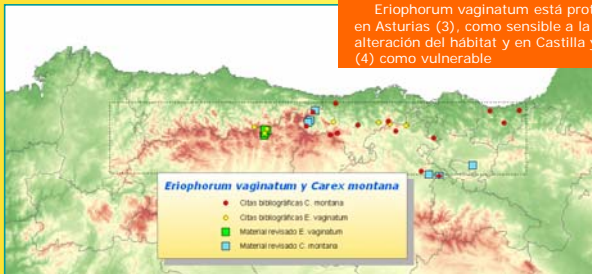 Eriophorum vaginatum está prot
en Asturias (3), como sensible a la
alteración del hábitat y en Castilla y
(4) como vulnerable
Eriophorum vaginatum y Carex montana
Citas bibliográficas C. montana
Citas bibliográficas E. vaginatum
Material revisado E. vaginatum
Material revisado C. montana